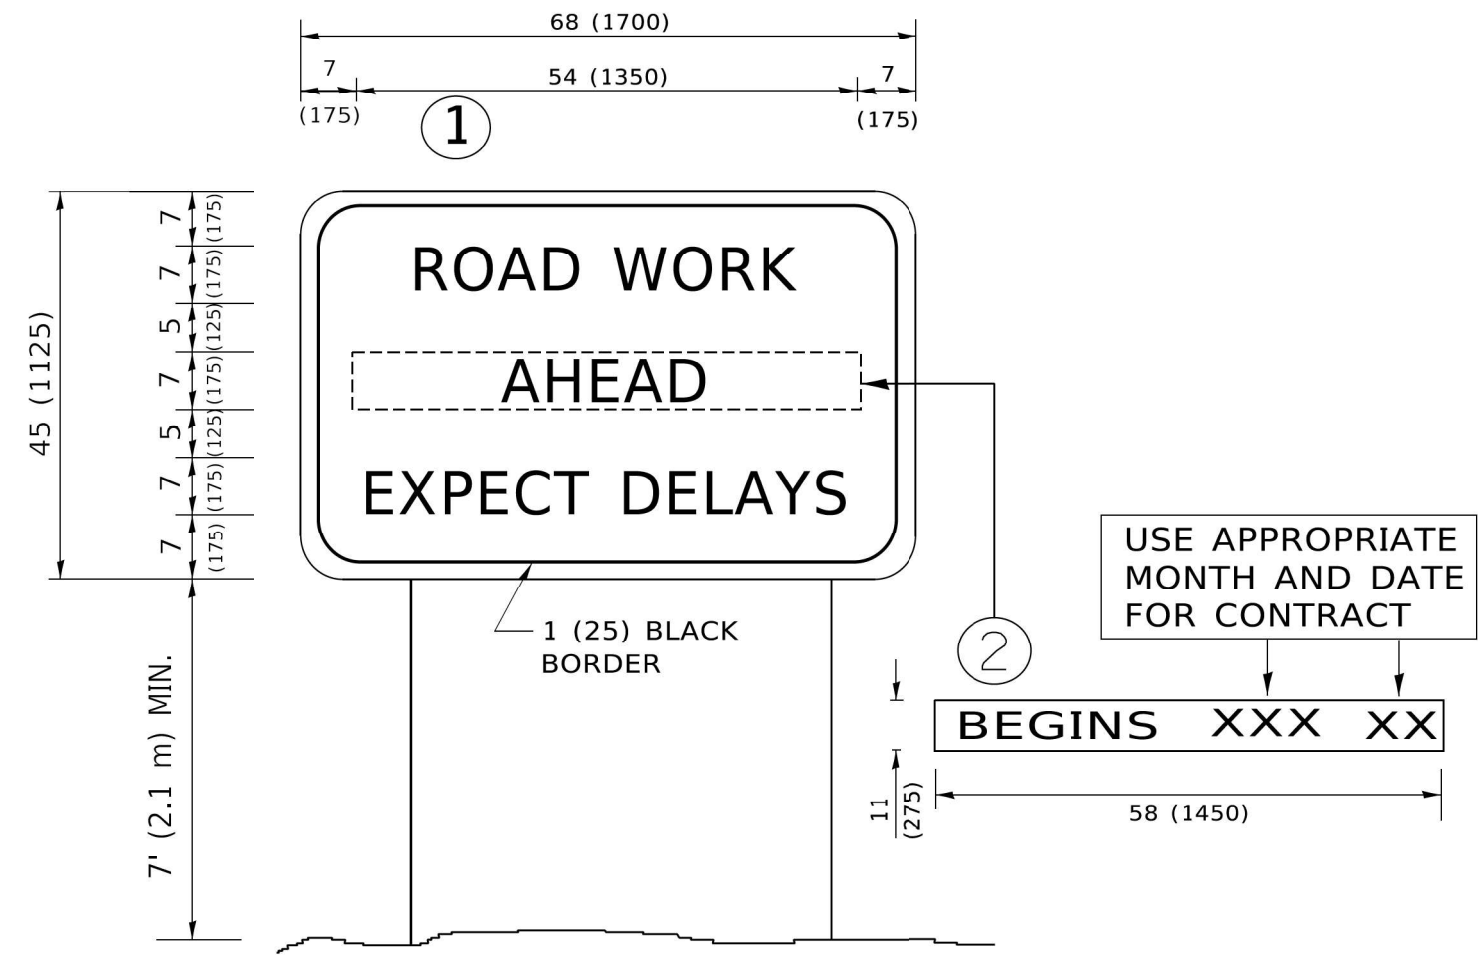 68 (1700)
7
54 (1350)
7
(175)
(175)
1
7
(175)
7
(175)
5
(125)
7
(175)
5
(125)
7
(175)
7
(175)
45 (1125)
ROAD WORK
AHEAD
EXPECT DELAYS
1 (25) BLACK
BORDER
7' (2.1 m) MIN.
2
USE APPROPRIATE
MONTH AND DATE
FOR CONTRACT
BEGINS XXX XX
11
(275)
58 (1450)